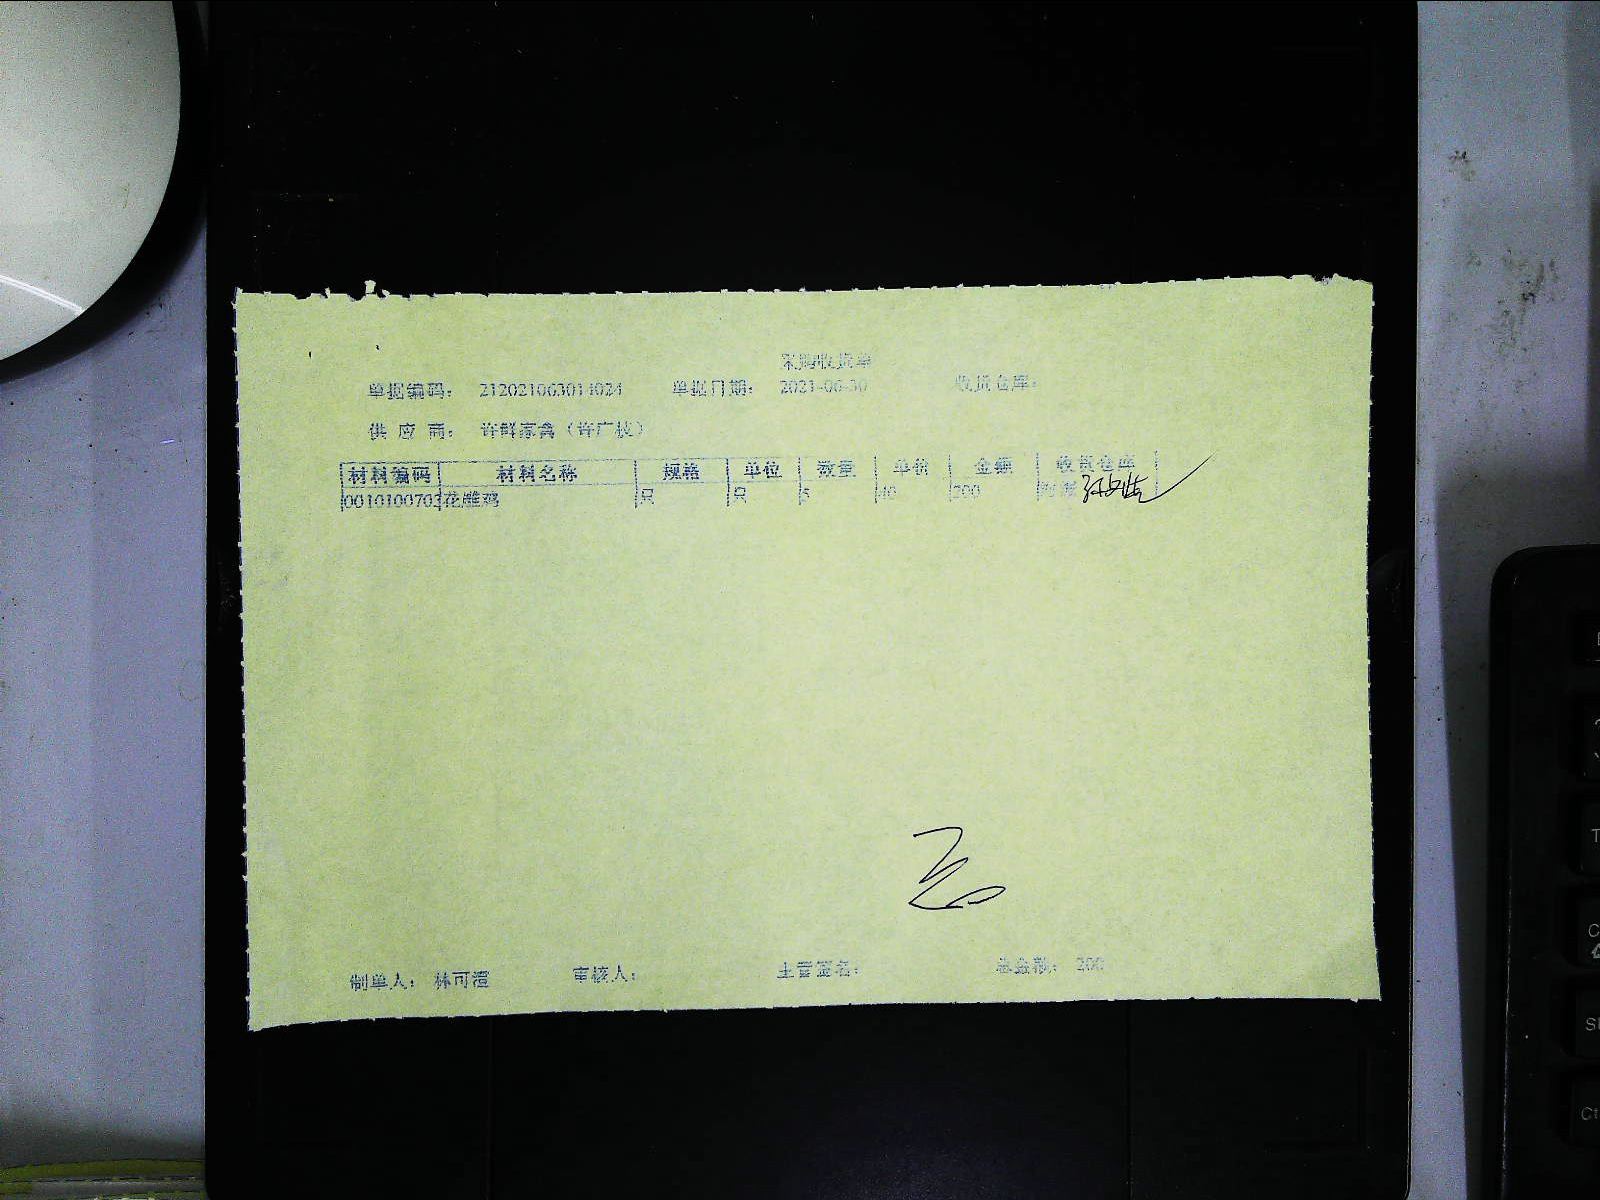 采购收货单
单据编码： 212021063014024 单据日期： 2021-06-30 收货仓库：
供 应 商： 许鲜家禽（许广枝）
材料编码 材料名称 规格 单位 数量 单价 金额 收货仓库
0010100702 花雕鸡 只 只 5 40 200
制单人： 林可澄 审核人： 主管签名： 总金额： 200